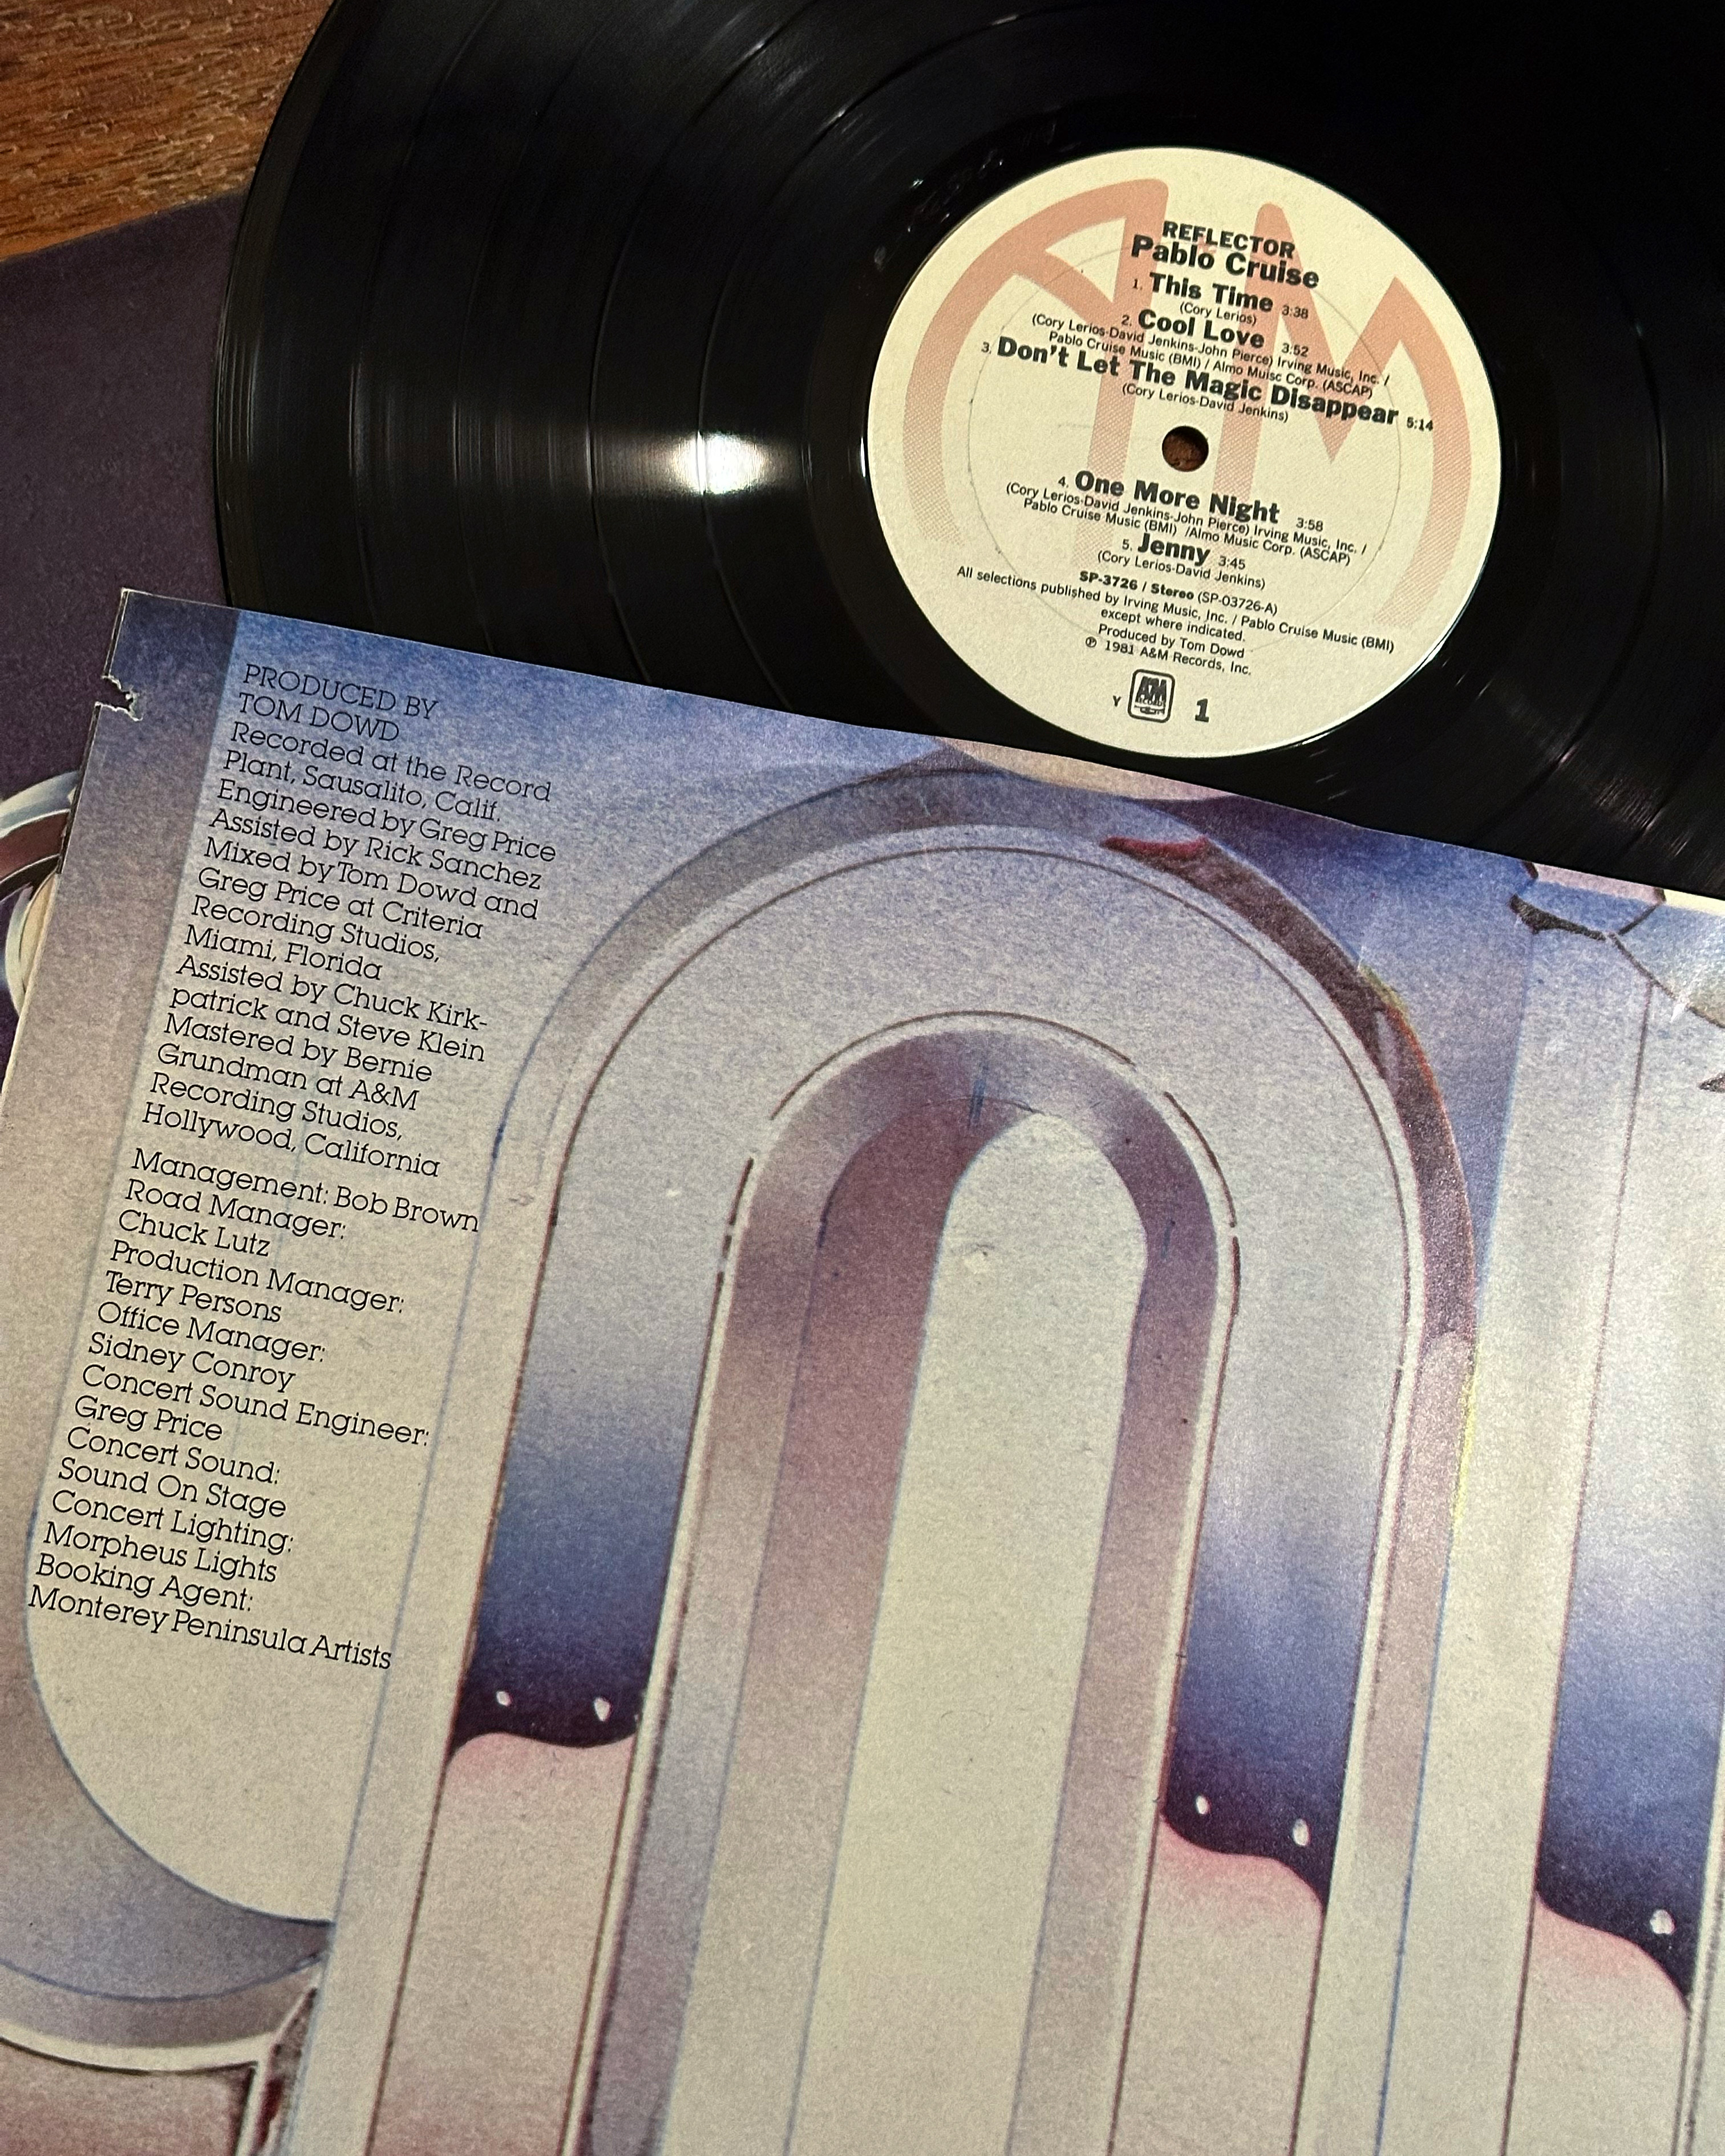 REFLECTOR
Pablo Cruise
1. This Time 3:38
(Cory Lerios)
2. Cool Love 3:52
(Cory Lerios-David Jenkins-John Pierce) Irving Music, Inc. /
Pablo Cruise Music (BMI) / Almo Muisc Corp. (ASCAP)
3. Don't Let The Magic Disappear 5:14
(Cory Lerios-David Jenkins)
4. One More Night 3:58
(Cory Lerios-David Jenkins-John Pierce) Irving Music, Inc. /
Pablo Cruise Music (BMI) /Almo Music Corp. (ASCAP)
5. Jenny 3:45
(Cory Lerios-David Jenkins)
SP-3726 / Stereo (SP-03726-A)
All selections published by Irving Music, Inc. / Pablo Cruise Music (BMI)
except where indicated.
Produced by Tom Dowd
℗ 1981 A&M Records, Inc.
Y AM RECORDS 1
PRODUCED BY
TOM DOWD
Recorded at the Record
Plant, Sausalito, Calif.
Engineered by Greg Price
Assisted by Rick Sanchez
Mixed by Tom Dowd and
Greg Price at Criteria
Recording Studios,
Miami, Florida
Assisted by Chuck Kirk-
patrick and Steve Klein
Mastered by Bernie
Grundman at A&M
Recording Studios,
Hollywood, California
Management: Bob Brown
Road Manager:
Chuck Lutz
Production Manager:
Terry Persons
Office Manager:
Sidney Conroy
Concert Sound Engineer:
Greg Price
Concert Sound:
Sound On Stage
Concert Lighting:
Morpheus Lights
Booking Agent:
Monterey Peninsula Artists